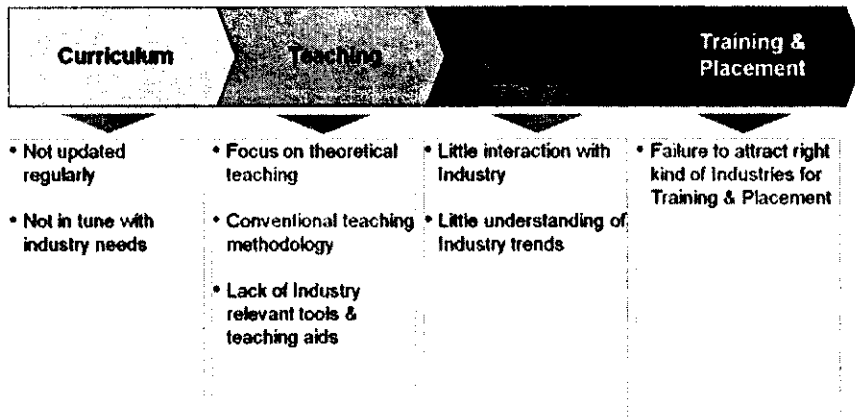 Curriculum
Teaching
Training &
Placement
• Not updated
regularly
• Not in tune with
industry needs
• Focus on theoretical
teaching
• Conventional teaching
methodology
• Lack of Industry
relevant tools &
teaching aids
• Little interaction with
Industry
• Little understanding of
Industry trends
• Failure to attract right
kind of Industries for
Training & Placement